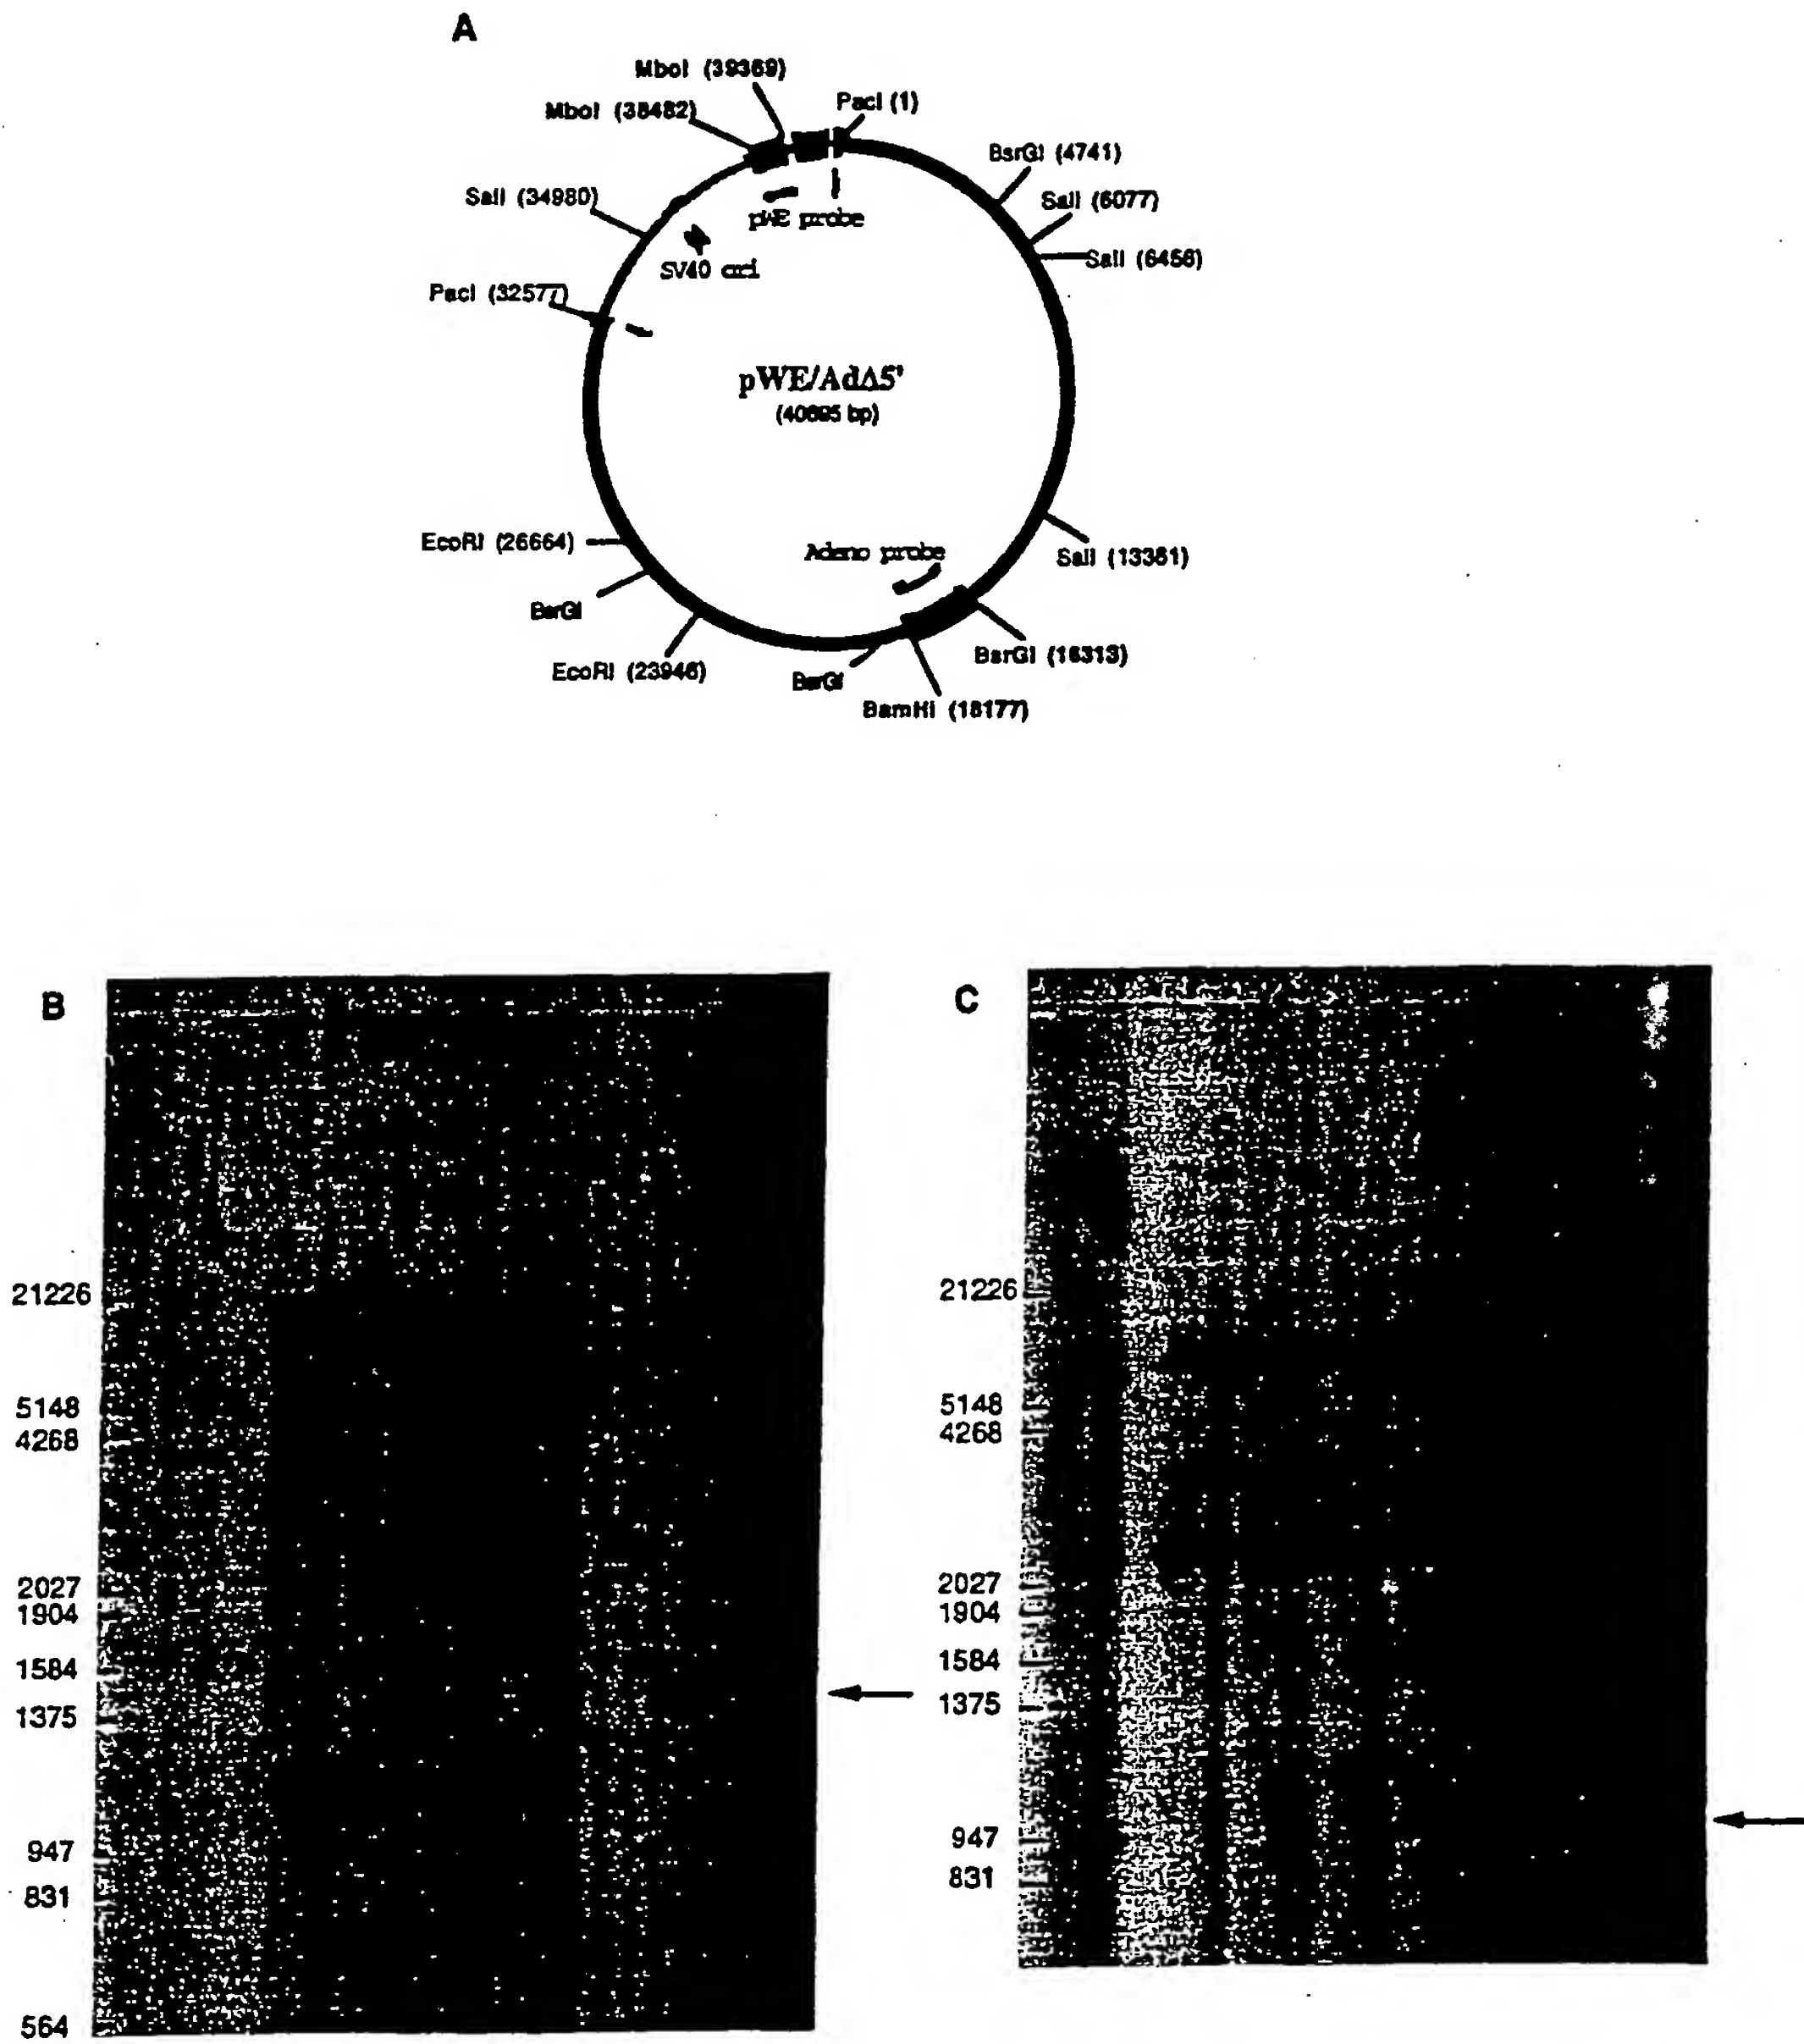 A
MboI (39369)
MboI (38482)
PacI (1)
BsrGI (4741)
SalI (34980)
SalI (6077)
pWE probe
SalI (6456)
SV40 ori
PacI (32577)
pWE/AdΔ5'
(40695 bp)
EcoRI (26664)
Adeno probe
SalI (13361)
BsrGI
BsrGI (16313)
EcoRI (23946)
BsrGI
BamHI (18177)
B
21226
5148
4268
2027
1904
1584
1375
947
831
564
C
21226
5148
4268
2027
1904
1584
1375
947
831